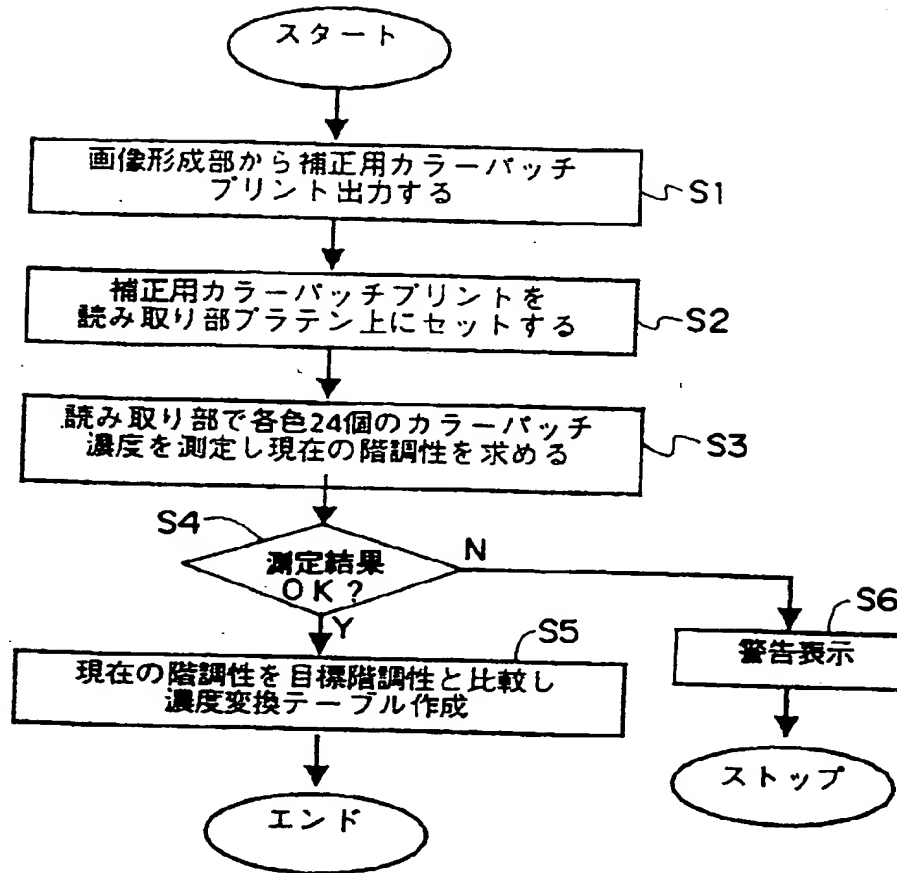 スタート
画像形成部から補正用カラーパッチ
プリント出力する
S1
補正用カラーパッチプリントを
読み取り部プラテン上にセットする
S2
読み取り部で各色24個のカラーパッチ
濃度を測定し現在の階調性を求める
S3
S4
測定結果
OK?
N
Y
S5
現在の階調性を目標階調性と比較し
濃度変換テーブル作成
S6
警告表示
エンド
ストップ